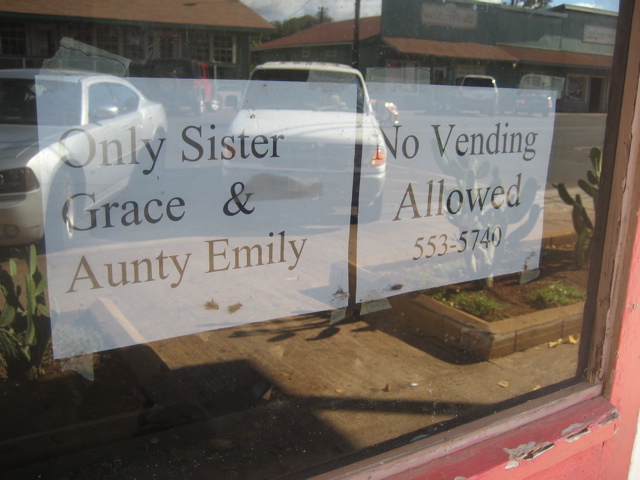 Only Sister
Grace &
Aunty Emily
No Vending
Allowed
553-5740